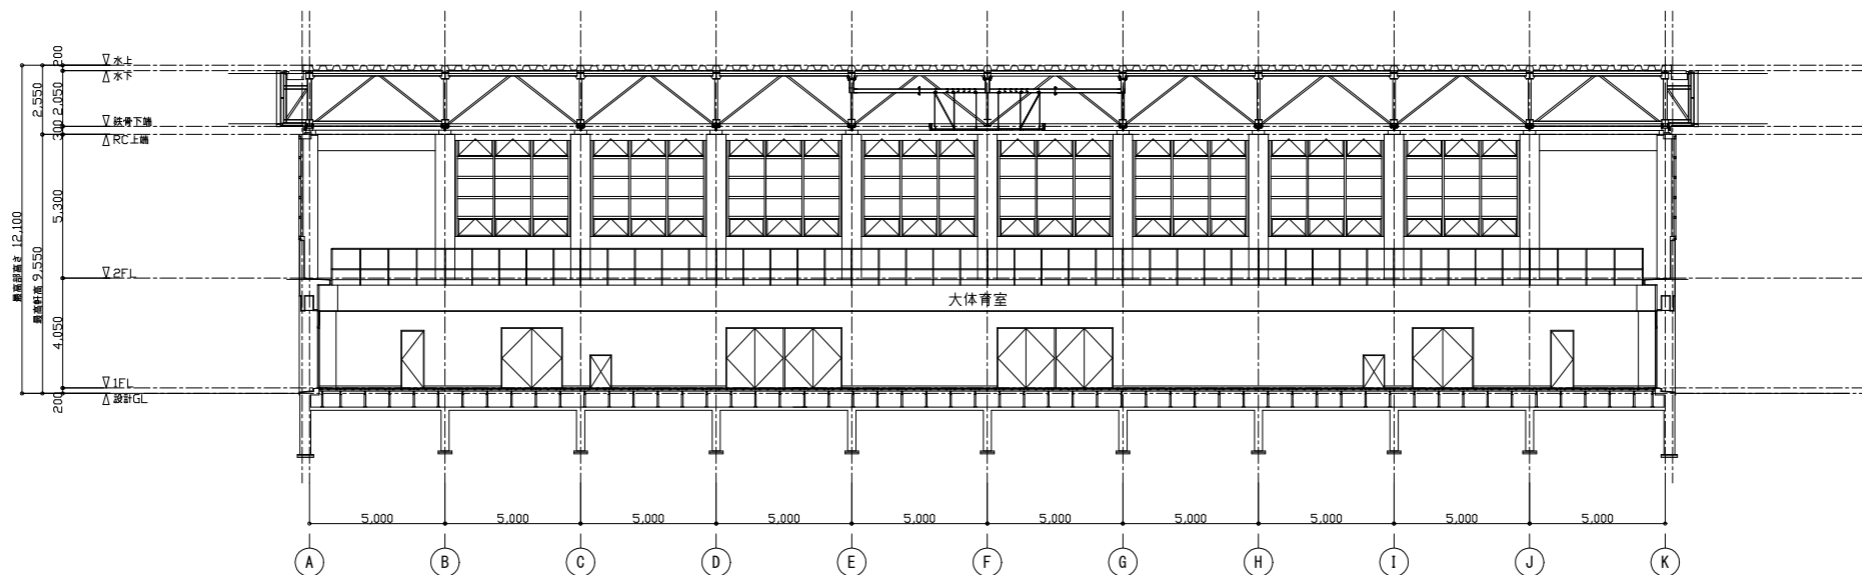 200
水上
水下
2,550
2,050
鉄骨下端
300
RC上端
5,300
最高部高さ 12,100
最高軒高 9,550
2FL
大体育室
4,050
1FL
設計GL
200
5,000 5,000 5,000 5,000 5,000 5,000 5,000 5,000 5,000 5,000
A B C D E F G H I J K